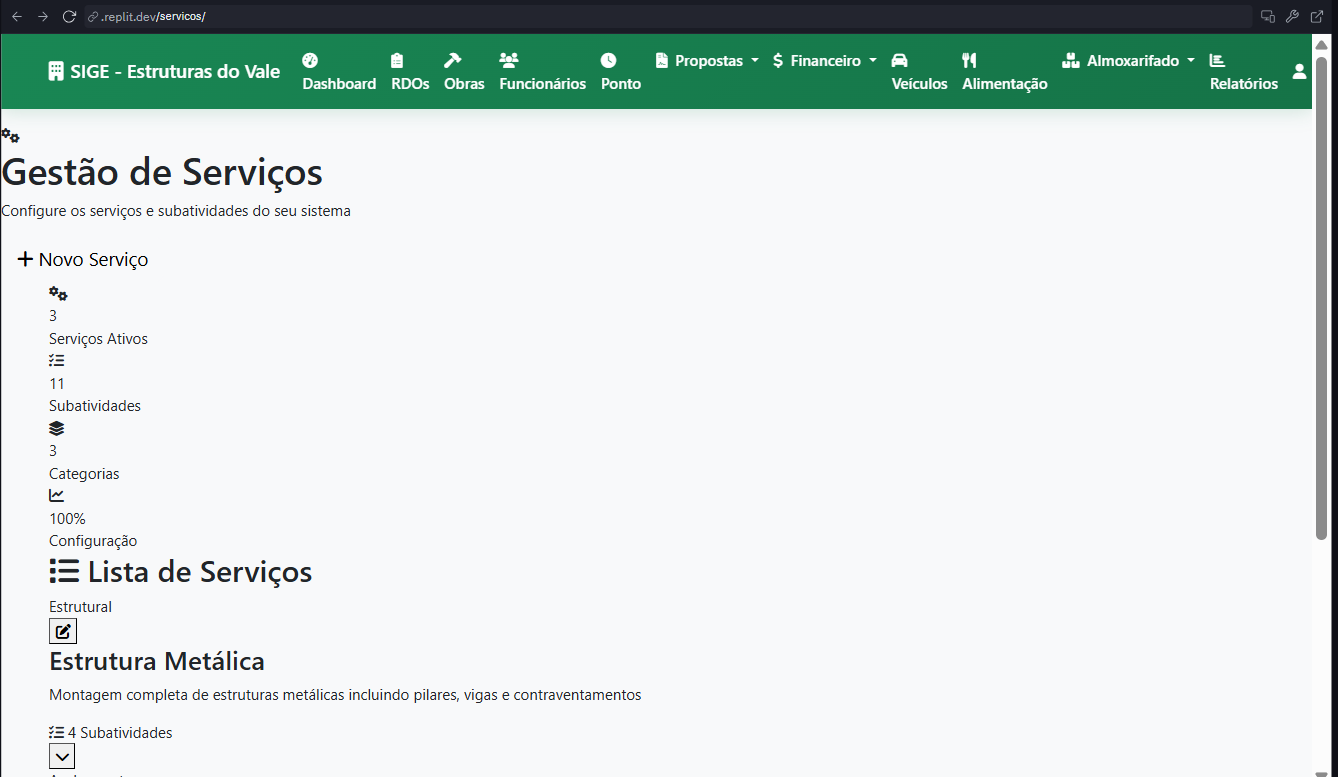 .replit.dev/servicos/
SIGE - Estruturas do Vale
Dashboard
RDOs
Obras
Funcionários
Ponto
Propostas
Financeiro
Veículos
Alimentação
Almoxarifado
Relatórios
Gestão de Serviços
Configure os serviços e subatividades do seu sistema
Novo Serviço
3
Serviços Ativos
11
Subatividades
3
Categorias
100%
Configuração
Lista de Serviços
Estrutural
Estrutura Metálica
Montagem completa de estruturas metálicas incluindo pilares, vigas e contraventamentos
4 Subatividades